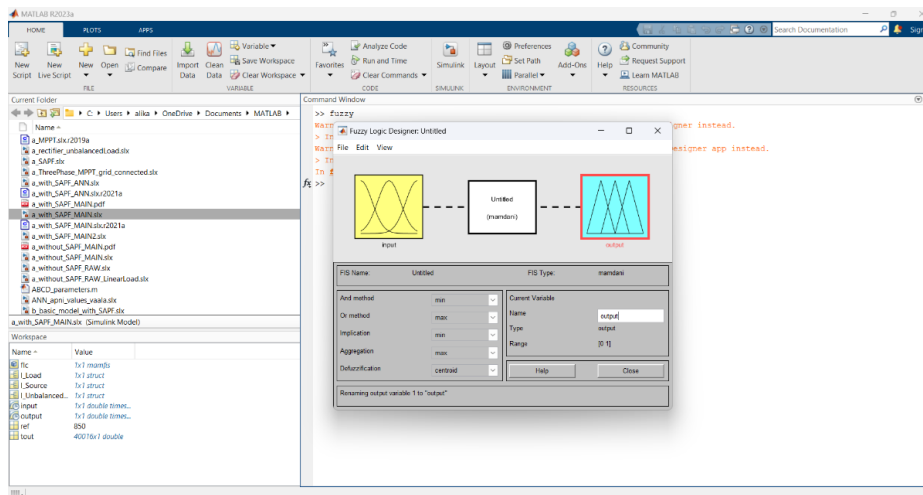 MATLAB R2023a
HOME PLOTS APPS Search Documentation Sign
New Script
New Live Script
New
Open
Find Files
Compare
FILE
Import Data
Clean Data
Variable
Save Workspace
Clear Workspace
VARIABLE
Favorites
Analyze Code
Run and Time
Clear Commands
CODE
Simulink
SIMULINK
Layout
Preferences
Set Path
Parallel
Add-Ons
ENVIRONMENT
Help
Community
Request Support
Learn MATLAB
RESOURCES
C: Users alika OneDrive Documents MATLAB
Current Folder
Name
a_MPPT.slx.r2019a
a_rectifier_unbalancedLoad.slx
a_SAPF.slx
a_ThreePhase_MPPT_grid_connected.slx
a_with_SAPF_ANN.slx
a_with_SAPF_ANN.slx.r2021a
a_with_SAPF_MAIN.pdf
a_with_SAPF_MAIN.slx
a_with_SAPF_MAIN.slx.r2021a
a_with_SAPF_MAIN2.slx
a_without_SAPF_MAIN.pdf
a_without_SAPF_MAIN.slx
a_without_SAPF_RAW.slx
a_without_SAPF_RAW_LinearLoad.slx
ABCD_parameters.m
ANN_apni_values_vaala.slx
b_basic_model_with_SAPF.slx
a_with_SAPF_MAIN.slx (Simulink Model)
Workspace
Name Value
flc 1x1 mamfis
I_Load 1x1 struct
I_Source 1x1 struct
I_Unbalanced... 1x1 struct
input 1x1 double times...
output 1x1 double times...
ref 850
tout 40016x1 double
Command Window
>> fuzzy
Warn
gner instead.
> In
Warn
esigner app instead.
> In
In f
fx >>
Fuzzy Logic Designer: Untitled
File Edit View
Untitled
(mamdani)
input
output
FIS Name: Untitled FIS Type: mamdani
And method min
Or method max
Implication min
Aggregation max
Defuzzification centroid
Current Variable
Name output
Type output
Range [0 1]
Help Close
Renaming output variable 1 to "output"